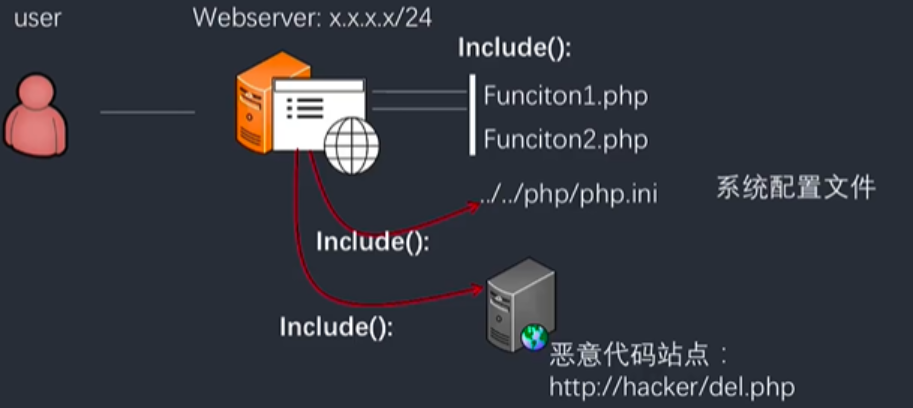 user
Webserver: x.x.x.x/24
Include():
Funciton1.php
Funciton2.php
../../php/php.ini
系统配置文件
Include():
Include():
恶意代码站点：
http://hacker/del.php